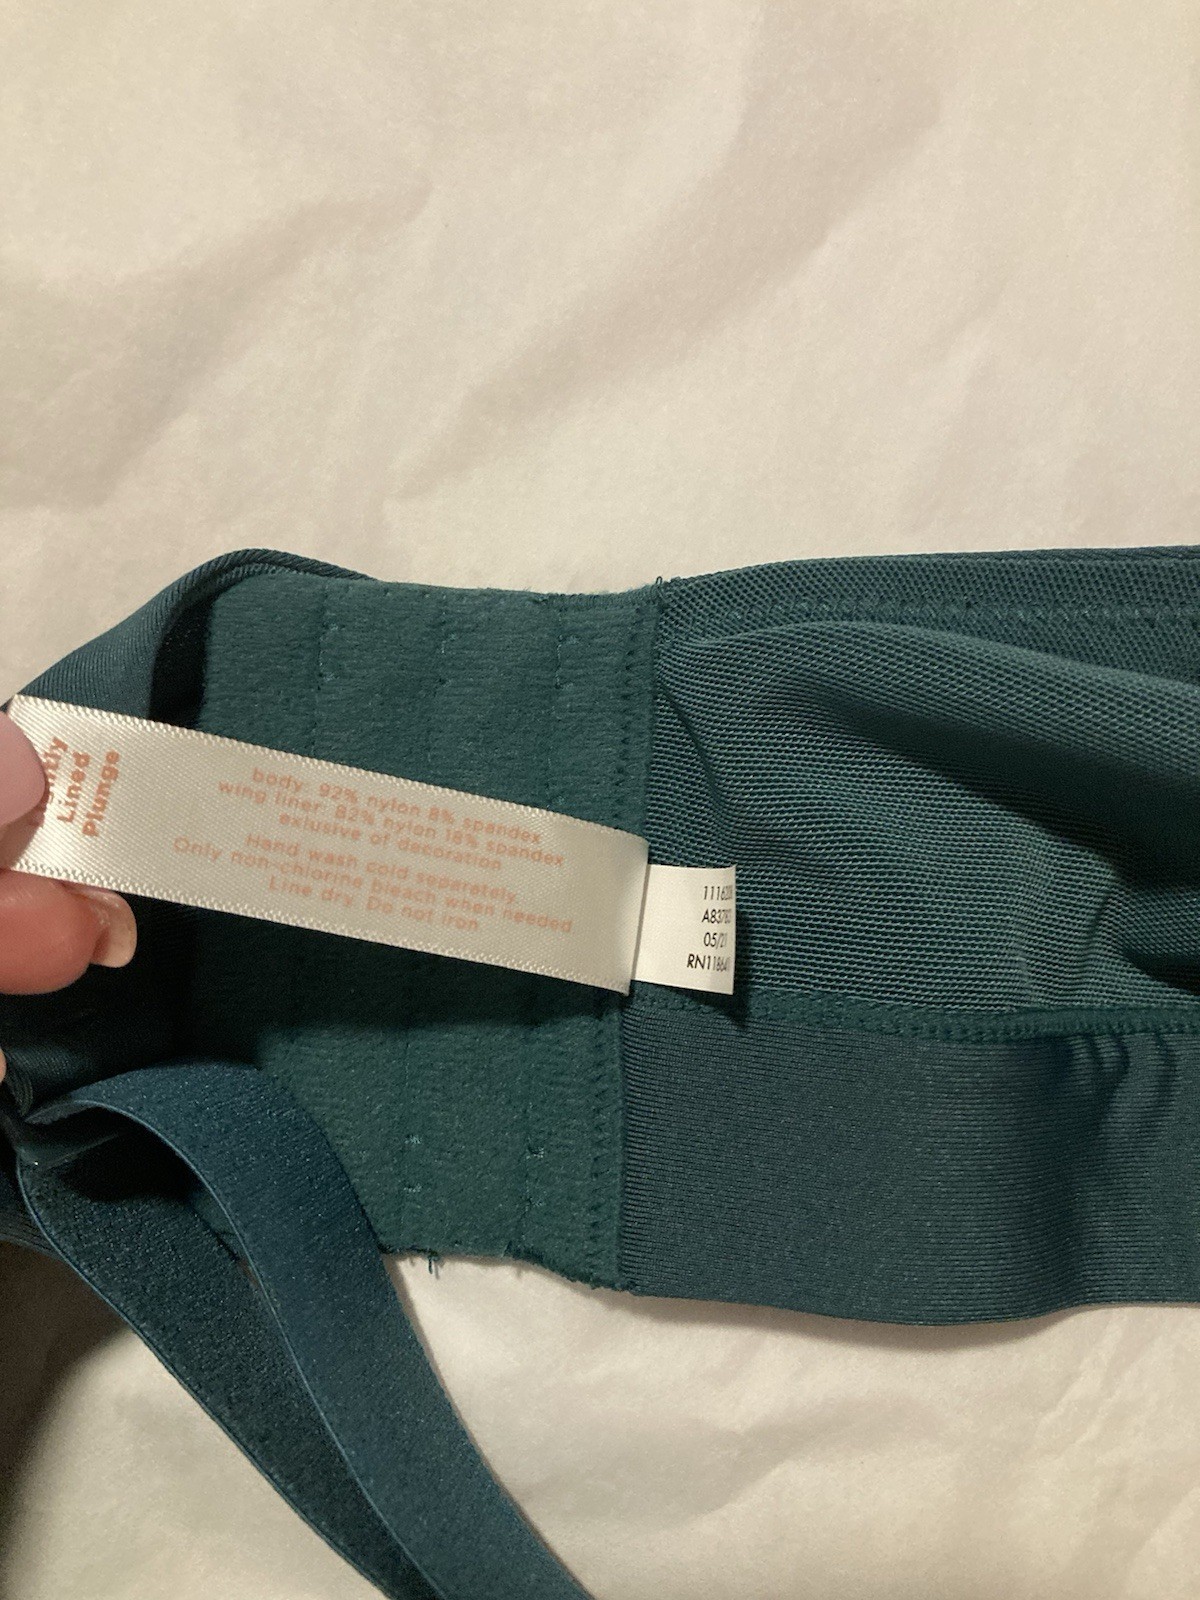 Lined
Plunge
body: 92% nylon 8% spandex
wing liner: 82% nylon 18% spandex
exlusive of decoration
Hand wash cold separately.
Only non-chlorine bleach when needed
Line dry. Do not iron
05/21